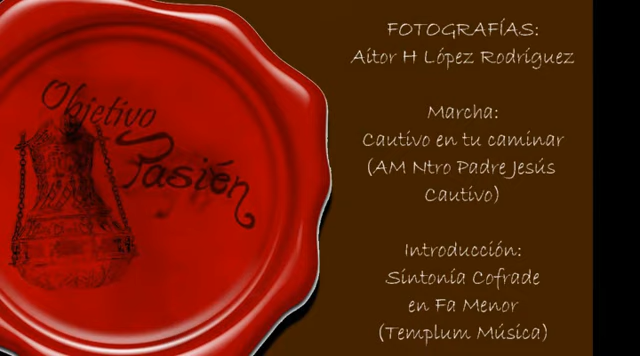 Objetivo
Pasión
FOTOGRAFÍAS:
Aitor H López Rodríguez
Marcha:
Cautivo en tu caminar
(AM Ntro Padre Jesús
Cautivo)
Introducción:
Sintonía Cofrade
en Fa Menor
(Templum Música)